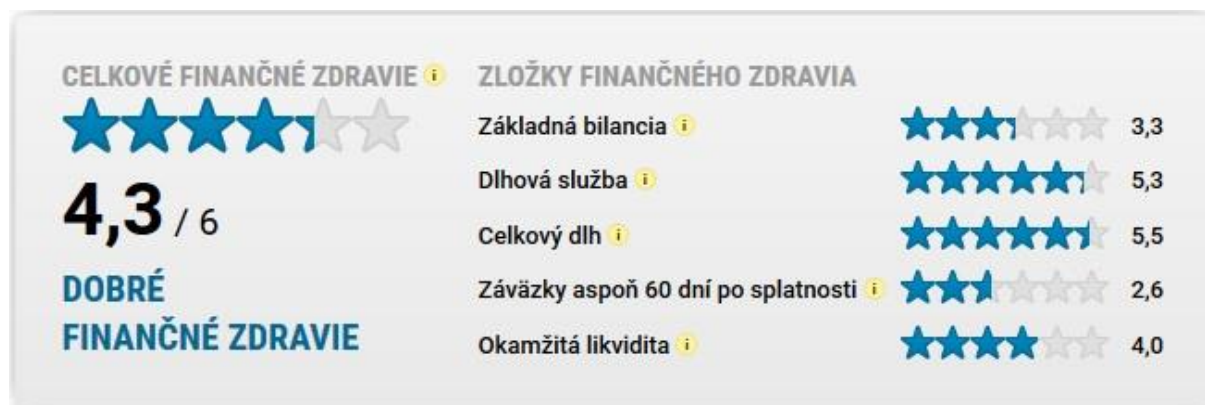 CELKOVÉ FINANČNÉ ZDRAVIE i
4,3 / 6
DOBRÉ
FINANČNÉ ZDRAVIE
ZLOŽKY FINANČNÉHO ZDRAVIA
Základná bilancia i 3,3
Dlhová služba i 5,3
Celkový dlh i 5,5
Záväzky aspoň 60 dní po splatnosti i 2,6
Okamžitá likvidita i 4,0